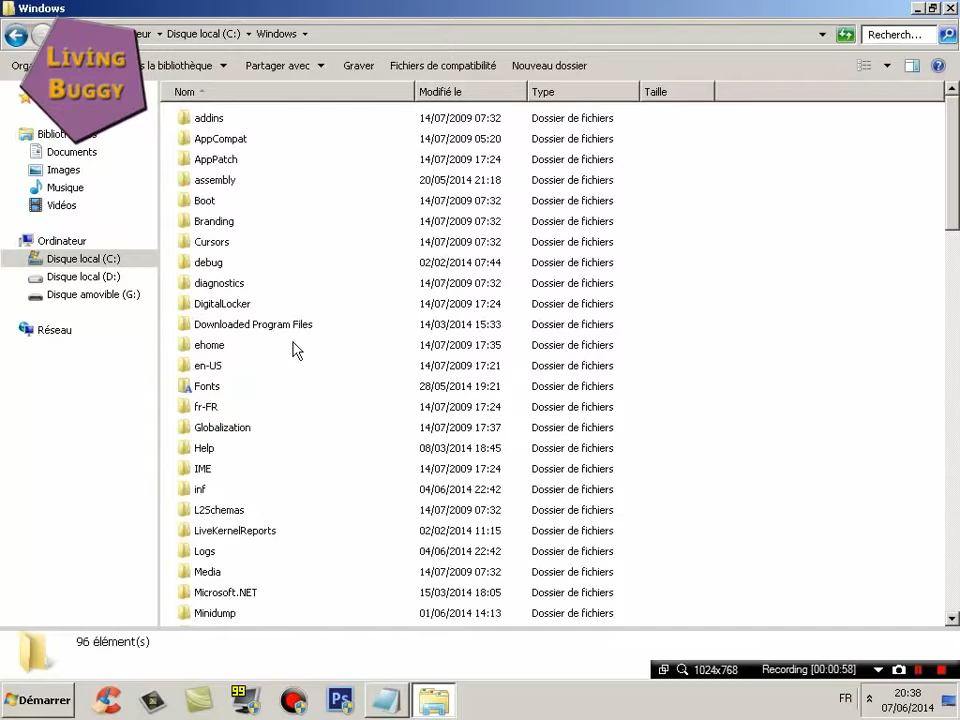 Windows
Living
Buggy
eur ▸ Disque local (C:) ▸ Windows ▸
Recherch...
la bibliothèque
Partager avec
Graver
Fichiers de compatibilité
Nouveau dossier
Nom
Modifié le
Type
Taille
Documents
Images
Musique
Vidéos
Ordinateur
Disque local (C:)
Disque local (D:)
Disque amovible (G:)
Réseau
addins 14/07/2009 07:32 Dossier de fichiers
AppCompat 14/07/2009 05:20 Dossier de fichiers
AppPatch 14/07/2009 17:24 Dossier de fichiers
assembly 20/05/2014 21:18 Dossier de fichiers
Boot 14/07/2009 07:32 Dossier de fichiers
Branding 14/07/2009 07:32 Dossier de fichiers
Cursors 14/07/2009 07:32 Dossier de fichiers
debug 02/02/2014 07:44 Dossier de fichiers
diagnostics 14/07/2009 07:32 Dossier de fichiers
DigitalLocker 14/07/2009 17:24 Dossier de fichiers
Downloaded Program Files 14/03/2014 15:33 Dossier de fichiers
ehome 14/07/2009 17:35 Dossier de fichiers
en-US 14/07/2009 17:21 Dossier de fichiers
Fonts 28/05/2014 19:21 Dossier de fichiers
fr-FR 14/07/2009 17:24 Dossier de fichiers
Globalization 14/07/2009 17:37 Dossier de fichiers
Help 08/03/2014 18:45 Dossier de fichiers
IME 14/07/2009 17:24 Dossier de fichiers
inf 04/06/2014 22:42 Dossier de fichiers
L2Schemas 14/07/2009 07:32 Dossier de fichiers
LiveKernelReports 02/02/2014 11:15 Dossier de fichiers
Logs 04/06/2014 22:42 Dossier de fichiers
Media 14/07/2009 07:32 Dossier de fichiers
Microsoft.NET 15/03/2014 18:05 Dossier de fichiers
Minidump 01/06/2014 14:13 Dossier de fichiers
96 élément(s)
1024x768 Recording [00:00:58]
Démarrer
99
Ps
FR
20:38
07/06/2014